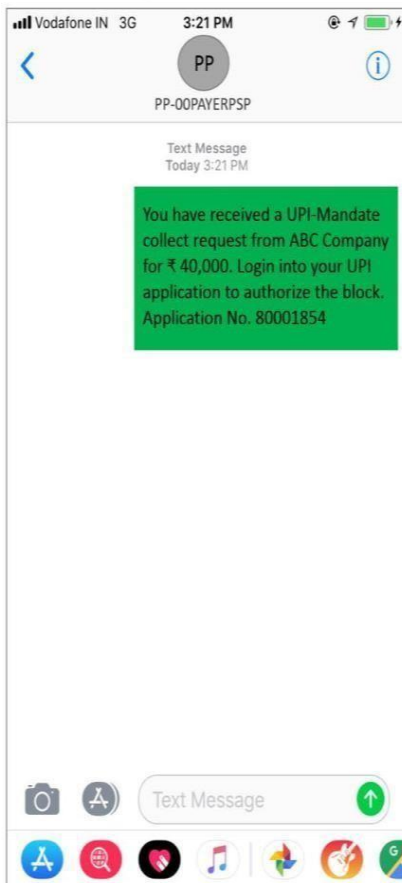 Vodafone IN 3G 3:21 PM
PP
PP-00PAYERPSP
Text Message
Today 3:21 PM
You have received a UPI-Mandate
collect request from ABC Company
for ₹ 40,000. Login into your UPI
application to authorize the block.
Application No. 80001854
Text Message